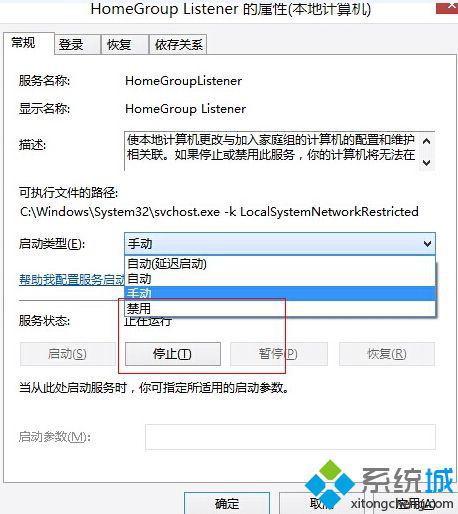 HomeGroup Listener 的属性(本地计算机)
常规 登录 恢复 依存关系
服务名称: HomeGroupListener
显示名称: HomeGroup Listener
描述: 使本地计算机更改与加入家庭组的计算机的配置和维护
相关联。如果停止或禁用此服务，你的计算机将无法在
可执行文件的路径:
C:\Windows\System32\svchost.exe -k LocalSystemNetworkRestricted
启动类型(E): 手动
自动(延迟启动)
自动
手动
禁用
帮助我配置服务启动
服务状态: 正在运行
启动(S) 停止(T) 暂停(P) 恢复(R)
当从此处启动服务时，你可指定所适用的启动参数。
启动参数(M):
确定 取消 应用(A)
系统城
xitongcheng.com